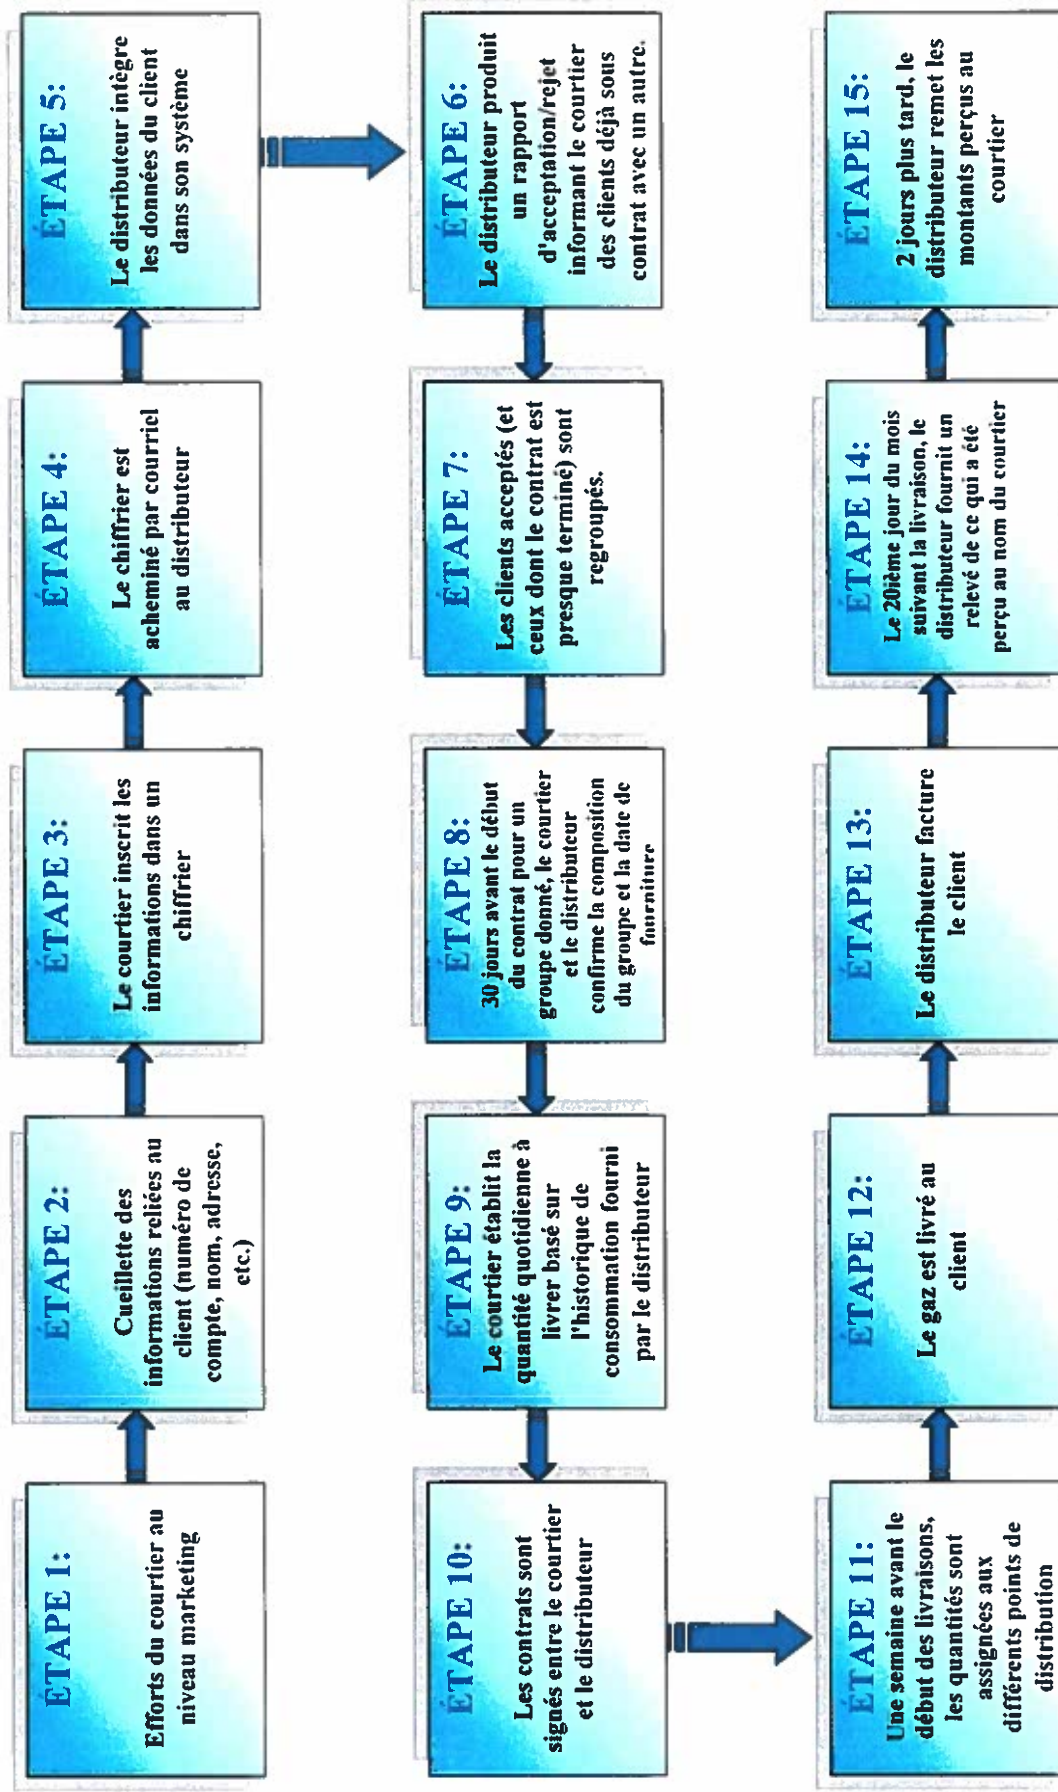 ÉTAPE 1:
Efforts du courtier au
niveau marketing
ÉTAPE 2:
Cueillette des
informations reliées au
client (numéro de
compte, nom, adresse,
etc.)
ÉTAPE 3:
Le courtier inscrit les
informations dans un
chiffrier
ÉTAPE 4:
Le chiffrier est
acheminé par courriel
au distributeur
ÉTAPE 5:
Le distributeur intègre
les données du client
dans son système
ÉTAPE 6:
Le distributeur produit
un rapport
d'acceptation/rejet
informant le courtier
des clients déjà sous
contrat avec un autre.
ÉTAPE 7:
Les clients acceptés (et
ceux dont le contrat est
presque terminé) sont
regroupés.
ÉTAPE 8:
30 jours avant le début
du contrat pour un
groupe donné, le courtier
et le distributeur
confirme la composition
du groupe et la date de
fourniture
ÉTAPE 9:
Le courtier établit la
quantité quotidienne à
livrer basé sur
l'historique de
consommation fourni
par le distributeur
ÉTAPE 10:
Les contrats sont
signés entre le courtier
et le distributeur
ÉTAPE 11:
Une semaine avant le
début des livraisons,
les quantités sont
assignées aux
différents points de
distribution
ÉTAPE 12:
Le gaz est livré au
client
ÉTAPE 13:
Le distributeur facture
le client
ÉTAPE 14:
Le 20ième jour du mois
suivant la livraison, le
distributeur fournit un
relevé de ce qui a été
perçu au nom du courtier
ÉTAPE 15:
2 jours plus tard, le
distributeur remet les
montants perçus au
courtier